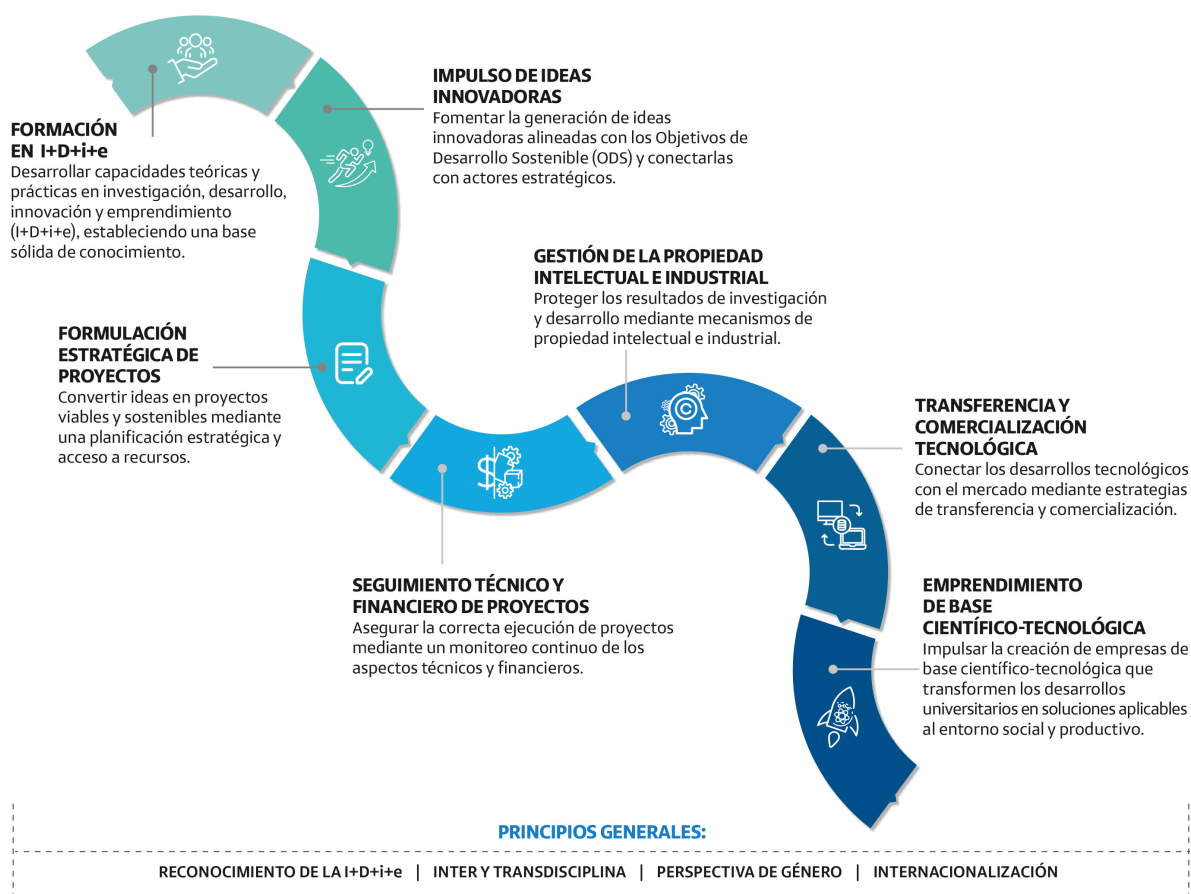 FORMACIÓN
EN I+D+i+e
Desarrollar capacidades teóricas y
prácticas en investigación, desarrollo,
innovación y emprendimiento
(I+D+i+e), estableciendo una base
sólida de conocimiento.
IMPULSO DE IDEAS
INNOVADORAS
Fomentar la generación de ideas
innovadoras alineadas con los Objetivos de
Desarrollo Sostenible (ODS) y conectarlas
con actores estratégicos.
FORMULACIÓN
ESTRATÉGICA DE
PROYECTOS
Convertir ideas en proyectos
viables y sostenibles mediante
una planificación estratégica y
acceso a recursos.
SEGUIMIENTO TÉCNICO Y
FINANCIERO DE PROYECTOS
Asegurar la correcta ejecución de proyectos
mediante un monitoreo continuo de los
aspectos técnicos y financieros.
GESTIÓN DE LA PROPIEDAD
INTELECTUAL E INDUSTRIAL
Proteger los resultados de investigación
y desarrollo mediante mecanismos de
propiedad intelectual e industrial.
TRANSFERENCIA Y
COMERCIALIZACIÓN
TECNOLÓGICA
Conectar los desarrollos tecnológicos
con el mercado mediante estrategias
de transferencia y comercialización.
EMPRENDIMIENTO
DE BASE
CIENTÍFICO-TECNOLÓGICA
Impulsar la creación de empresas de
base científico-tecnológica que
transformen los desarrollos
universitarios en soluciones aplicables
al entorno social y productivo.
PRINCIPIOS GENERALES:
RECONOCIMIENTO DE LA I+D+i+e | INTER Y TRANSDISCIPLINA | PERSPECTIVA DE GÉNERO | INTERNACIONALIZACIÓN